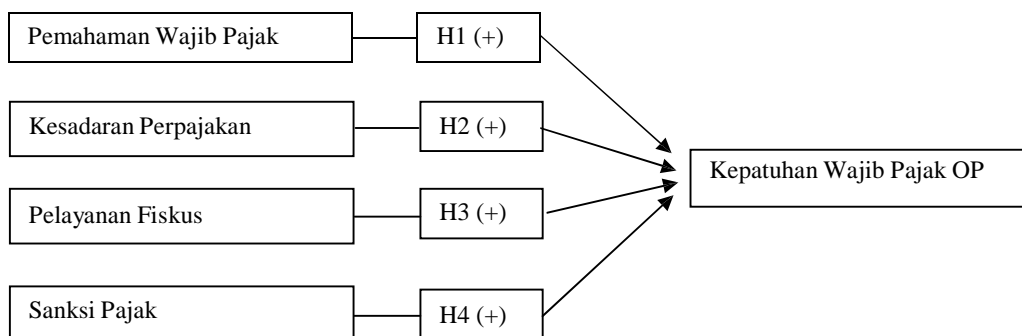 Pemahaman Wajib Pajak
H1 (+)
Kesadaran Perpajakan
H2 (+)
Pelayanan Fiskus
H3 (+)
Sanksi Pajak
H4 (+)
Kepatuhan Wajib Pajak OP